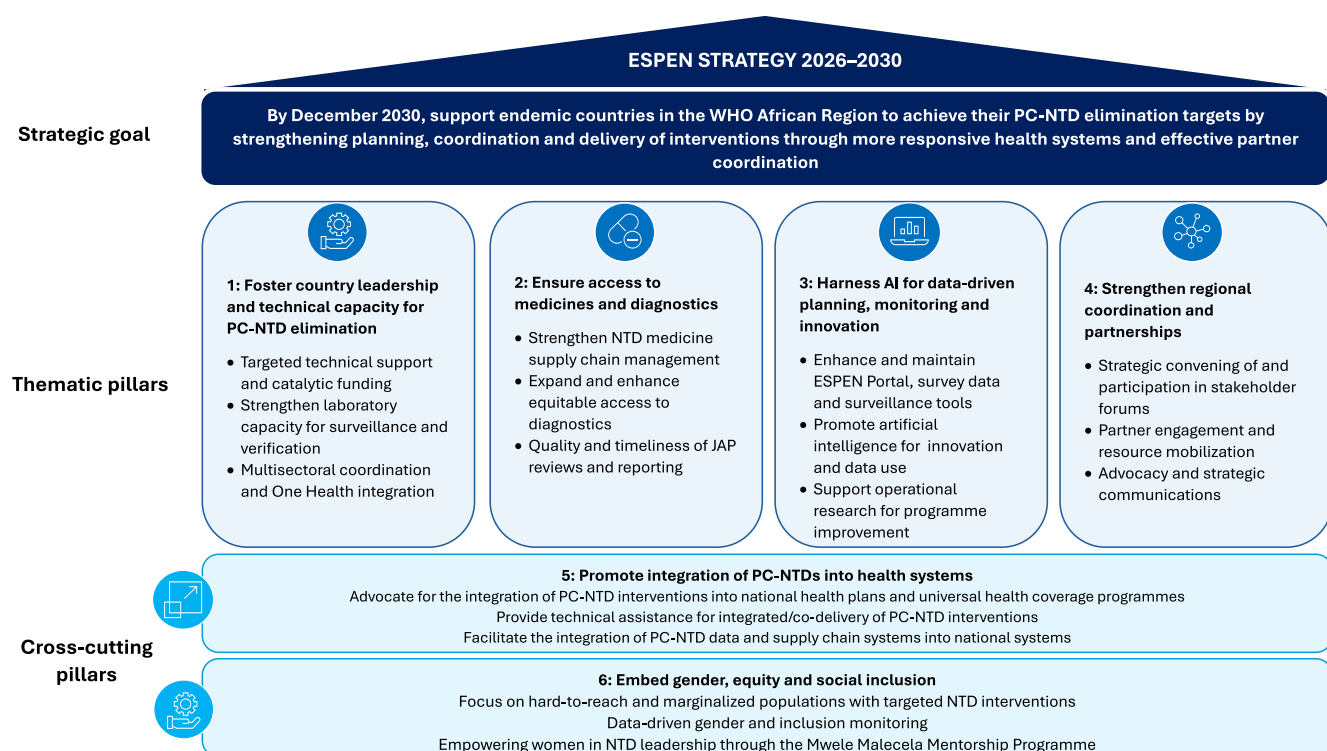 ESPEN STRATEGY 2026–2030
Strategic goal
By December 2030, support endemic countries in the WHO African Region to achieve their PC-NTD elimination targets by
strengthening planning, coordination and delivery of interventions through more responsive health systems and effective partner
coordination
Thematic pillars
1: Foster country leadership
and technical capacity for
PC-NTD elimination
• Targeted technical support
and catalytic funding
• Strengthen laboratory
capacity for surveillance and
verification
• Multisectoral coordination
and One Health integration
2: Ensure access to
medicines and diagnostics
• Strengthen NTD medicine
supply chain management
• Expand and enhance
equitable access to
diagnostics
• Quality and timeliness of JAP
reviews and reporting
3: Harness AI for data-driven
planning, monitoring and
innovation
• Enhance and maintain
ESPEN Portal, survey data
and surveillance tools
• Promote artificial
intelligence for innovation
and data use
• Support operational
research for programme
improvement
4: Strengthen regional
coordination and
partnerships
• Strategic convening of and
participation in stakeholder
forums
• Partner engagement and
resource mobilization
• Advocacy and strategic
communications
Cross-cutting
pillars
5: Promote integration of PC-NTDs into health systems
Advocate for the integration of PC-NTD interventions into national health plans and universal health coverage programmes
Provide technical assistance for integrated/co-delivery of PC-NTD interventions
Facilitate the integration of PC-NTD data and supply chain systems into national systems
6: Embed gender, equity and social inclusion
Focus on hard-to-reach and marginalized populations with targeted NTD interventions
Data-driven gender and inclusion monitoring
Empowering women in NTD leadership through the Mwele Malecela Mentorship Programme